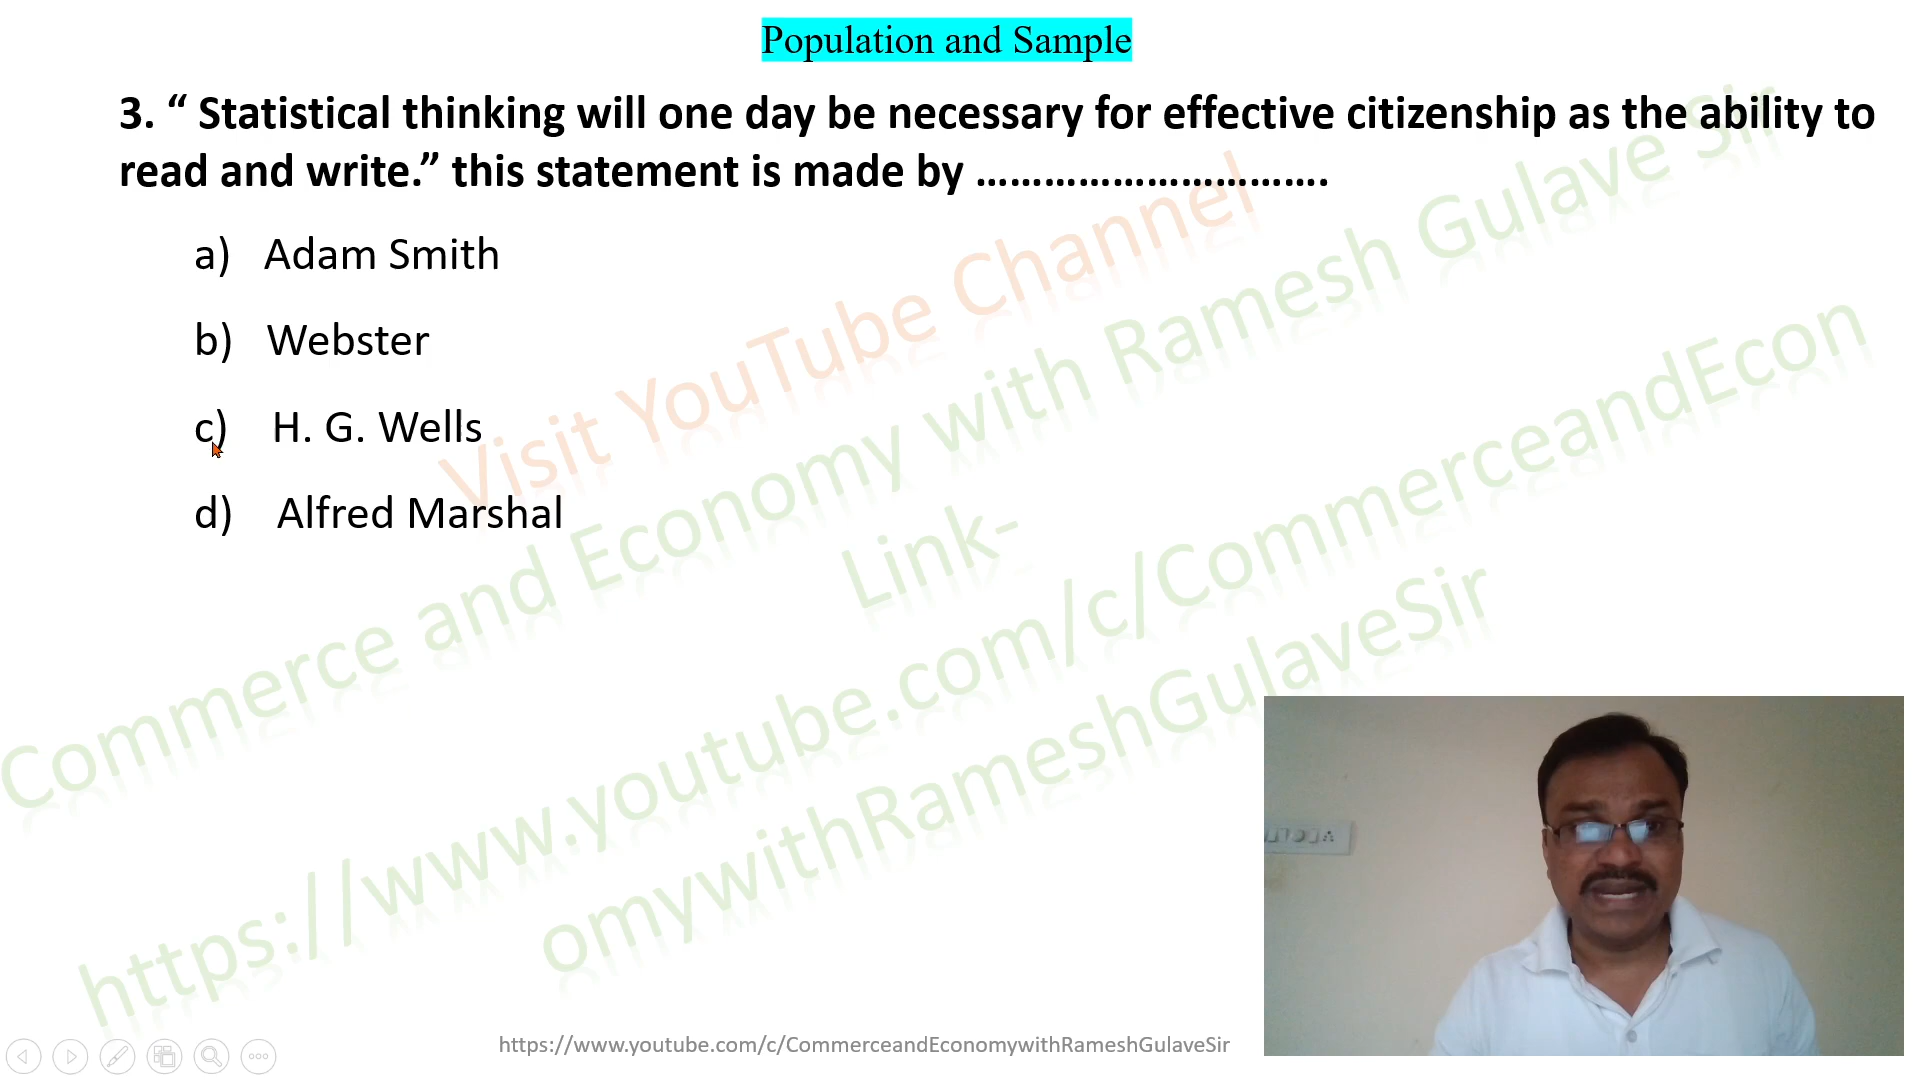 Population and Sample
3. “ Statistical thinking will one day be necessary for effective citizenship as the ability to
read and write.” this statement is made by ………………………….
a) Adam Smith
b) Webster
c) H. G. Wells
d) Alfred Marshal
Visit YouTube Channel
Commerce and Economy with Ramesh Gulave Sir
Link-
https://www.youtube.com/c/CommerceandEcon
omywithRameshGulaveSir
https://www.youtube.com/c/CommerceandEconomywithRameshGulaveSir